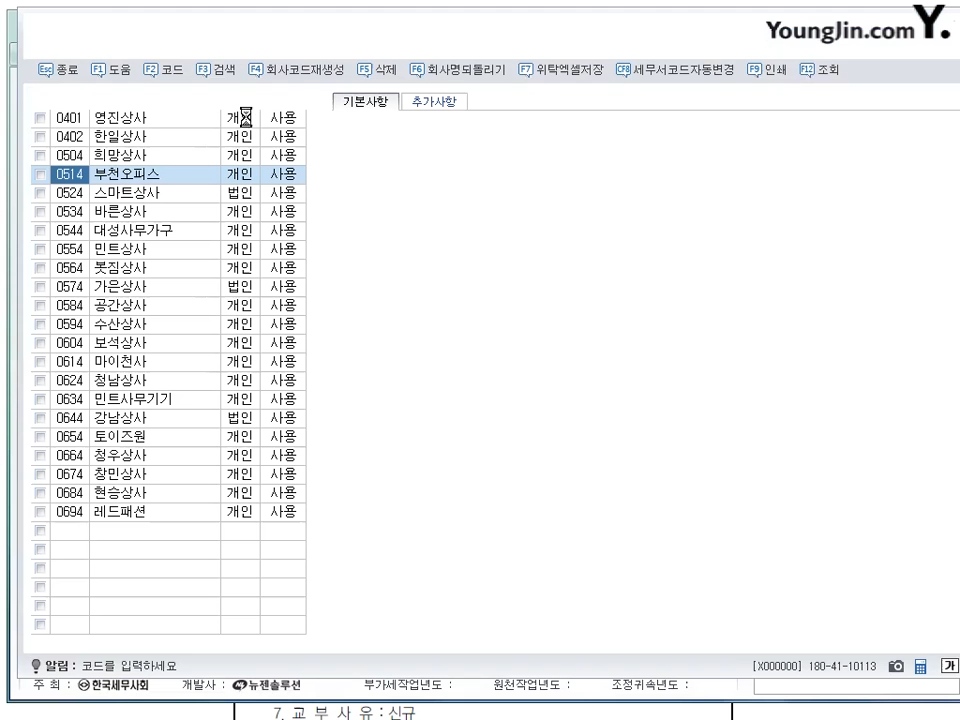 YoungJin.com Y.
Esc 종료 F1 도움 F2 코드 F3 검색 F4 회사코드재생성 F5 삭제 F6 회사명되돌리기 F7 위탁엑셀저장 CF8 세무서코드자동변경 F9 인쇄 F12 조회
기본사항 추가사항
0401 영진상사 개 사용
0402 한일상사 개인 사용
0504 희망상사 개인 사용
0514 부천오피스 개인 사용
0524 스마트상사 법인 사용
0534 바른상사 개인 사용
0544 대성사무가구 개인 사용
0554 민트상사 개인 사용
0564 봇짐상사 개인 사용
0574 가은상사 법인 사용
0584 공간상사 개인 사용
0594 수산상사 개인 사용
0604 보석상사 개인 사용
0614 마이천사 개인 사용
0624 청남상사 개인 사용
0634 민트사무기기 개인 사용
0644 강남상사 법인 사용
0654 토이즈원 개인 사용
0664 청우상사 개인 사용
0674 창민상사 개인 사용
0684 현승상사 개인 사용
0694 레드패션 개인 사용
알림 : 코드를 입력하세요 [X000000] 180-41-10113 가
주 최 : 한국세무사회 개발사 : 뉴젠솔루션 부가세작업년도 : 원천작업년도 : 조정귀속년도 :
7. 교 부 사 유 : 신규